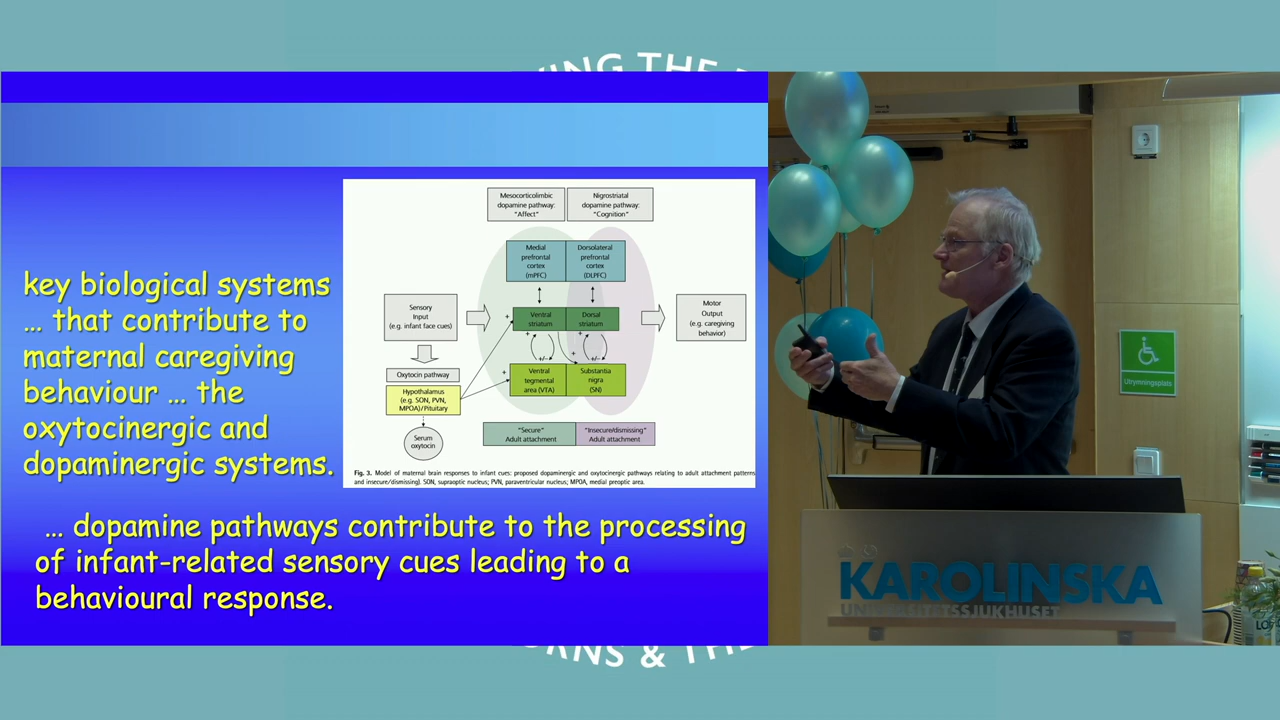 ING THE
key biological systems
… that contribute to
maternal caregiving
behaviour … the
oxytocinergic and
dopaminergic systems.
Mesocorticolimbic
dopamine pathway:
"Affect"
Nigrostriatal
dopamine pathway:
"Cognition"
Medial
prefrontal
cortex
(mPFC)
Dorsolateral
prefrontal
cortex
(DLPFC)
Sensory
Input
(e.g. infant face cues)
+
Ventral
striatum
Dorsal
striatum
Motor
Output
(e.g. caregiving
behavior)
+
+
+/-
+
+/-
Oxytocin pathway
Hypothalamus
(e.g. SON, PVN,
MPOA)/Pituitary
+
Ventral
tegmental
area (VTA)
Substantia
nigra
(SN)
Serum
oxytocin
"Secure"
Adult attachment
"Insecure/dismissing"
Adult attachment
Fig. 3. Model of maternal brain responses to infant cues: proposed dopaminergic and oxytocinergic pathways relating to adult attachment patterns
and insecure/dismissing). SON, supraoptic nucleus; PVN, paraventricular nucleus; MPOA, medial preoptic area.
… dopamine pathways contribute to the processing
of infant-related sensory cues leading to a
behavioural response.
Utrymningsplats
KAROLINSKA
UNIVERSITETSSJUKHUSET
RNS & THE